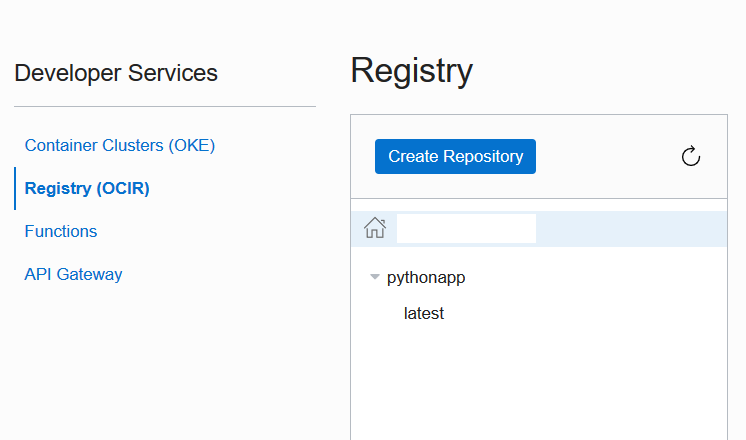 Developer Services
Container Clusters (OKE)
Registry (OCIR)
Functions
API Gateway
Registry
Create Repository
pythonapp
latest